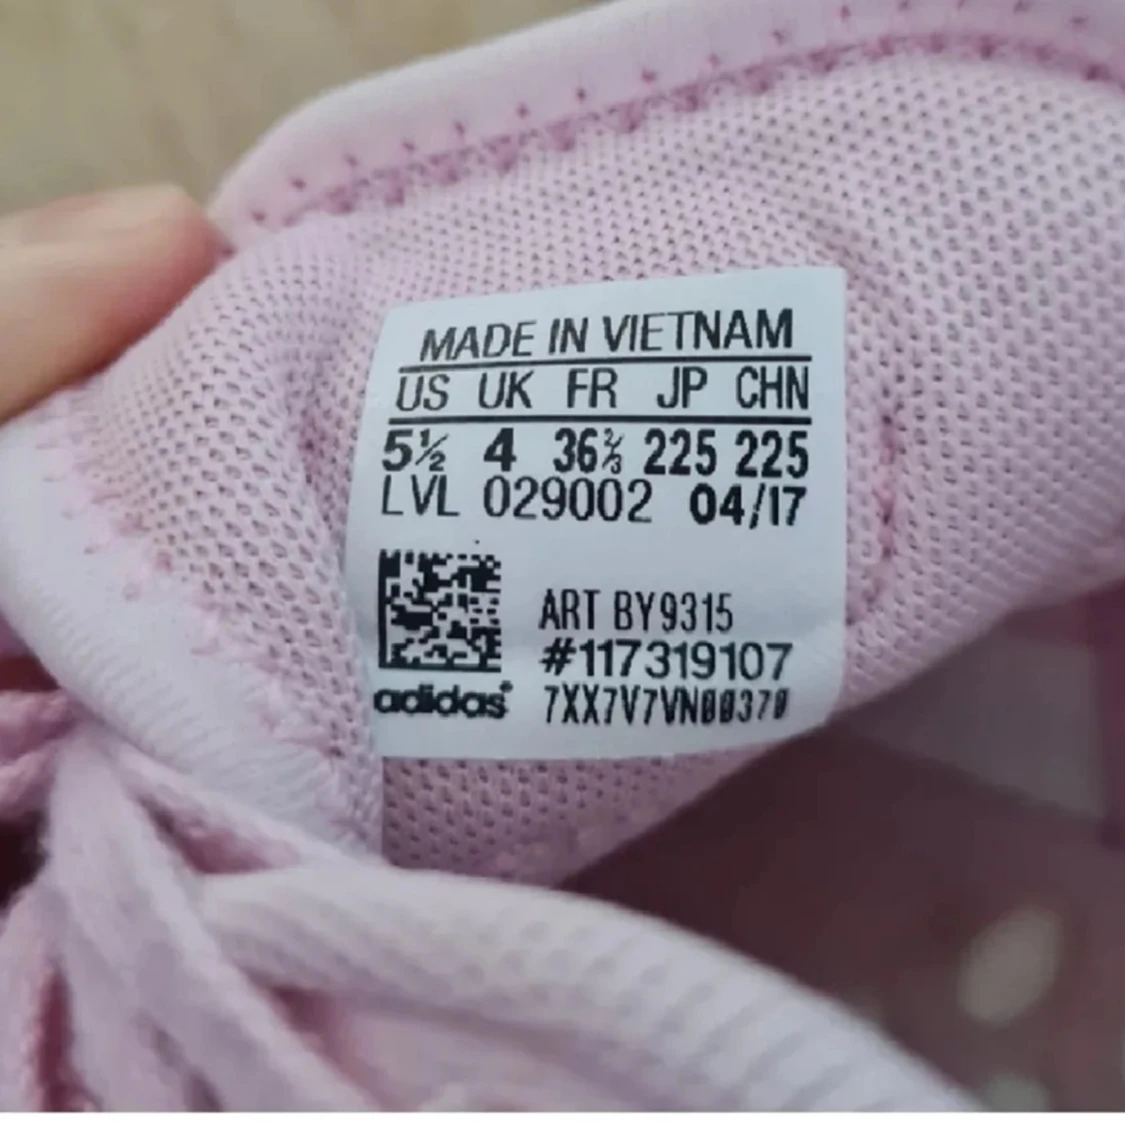 MADE IN VIETNAM
US UK FR JP CHN
5½ 4 36⅔ 225 225
LVL 029002 04/17
ART BY9315
#117319107
adidas® 7XX7V7VN00370